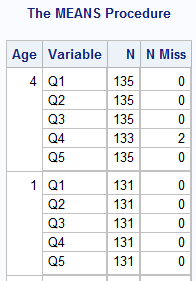 The MEANS Procedure
Age Variable N N Miss
4 Q1 135 0
Q2 135 0
Q3 135 0
Q4 133 2
Q5 135 0
1 Q1 131 0
Q2 131 0
Q3 131 0
Q4 131 0
Q5 131 0